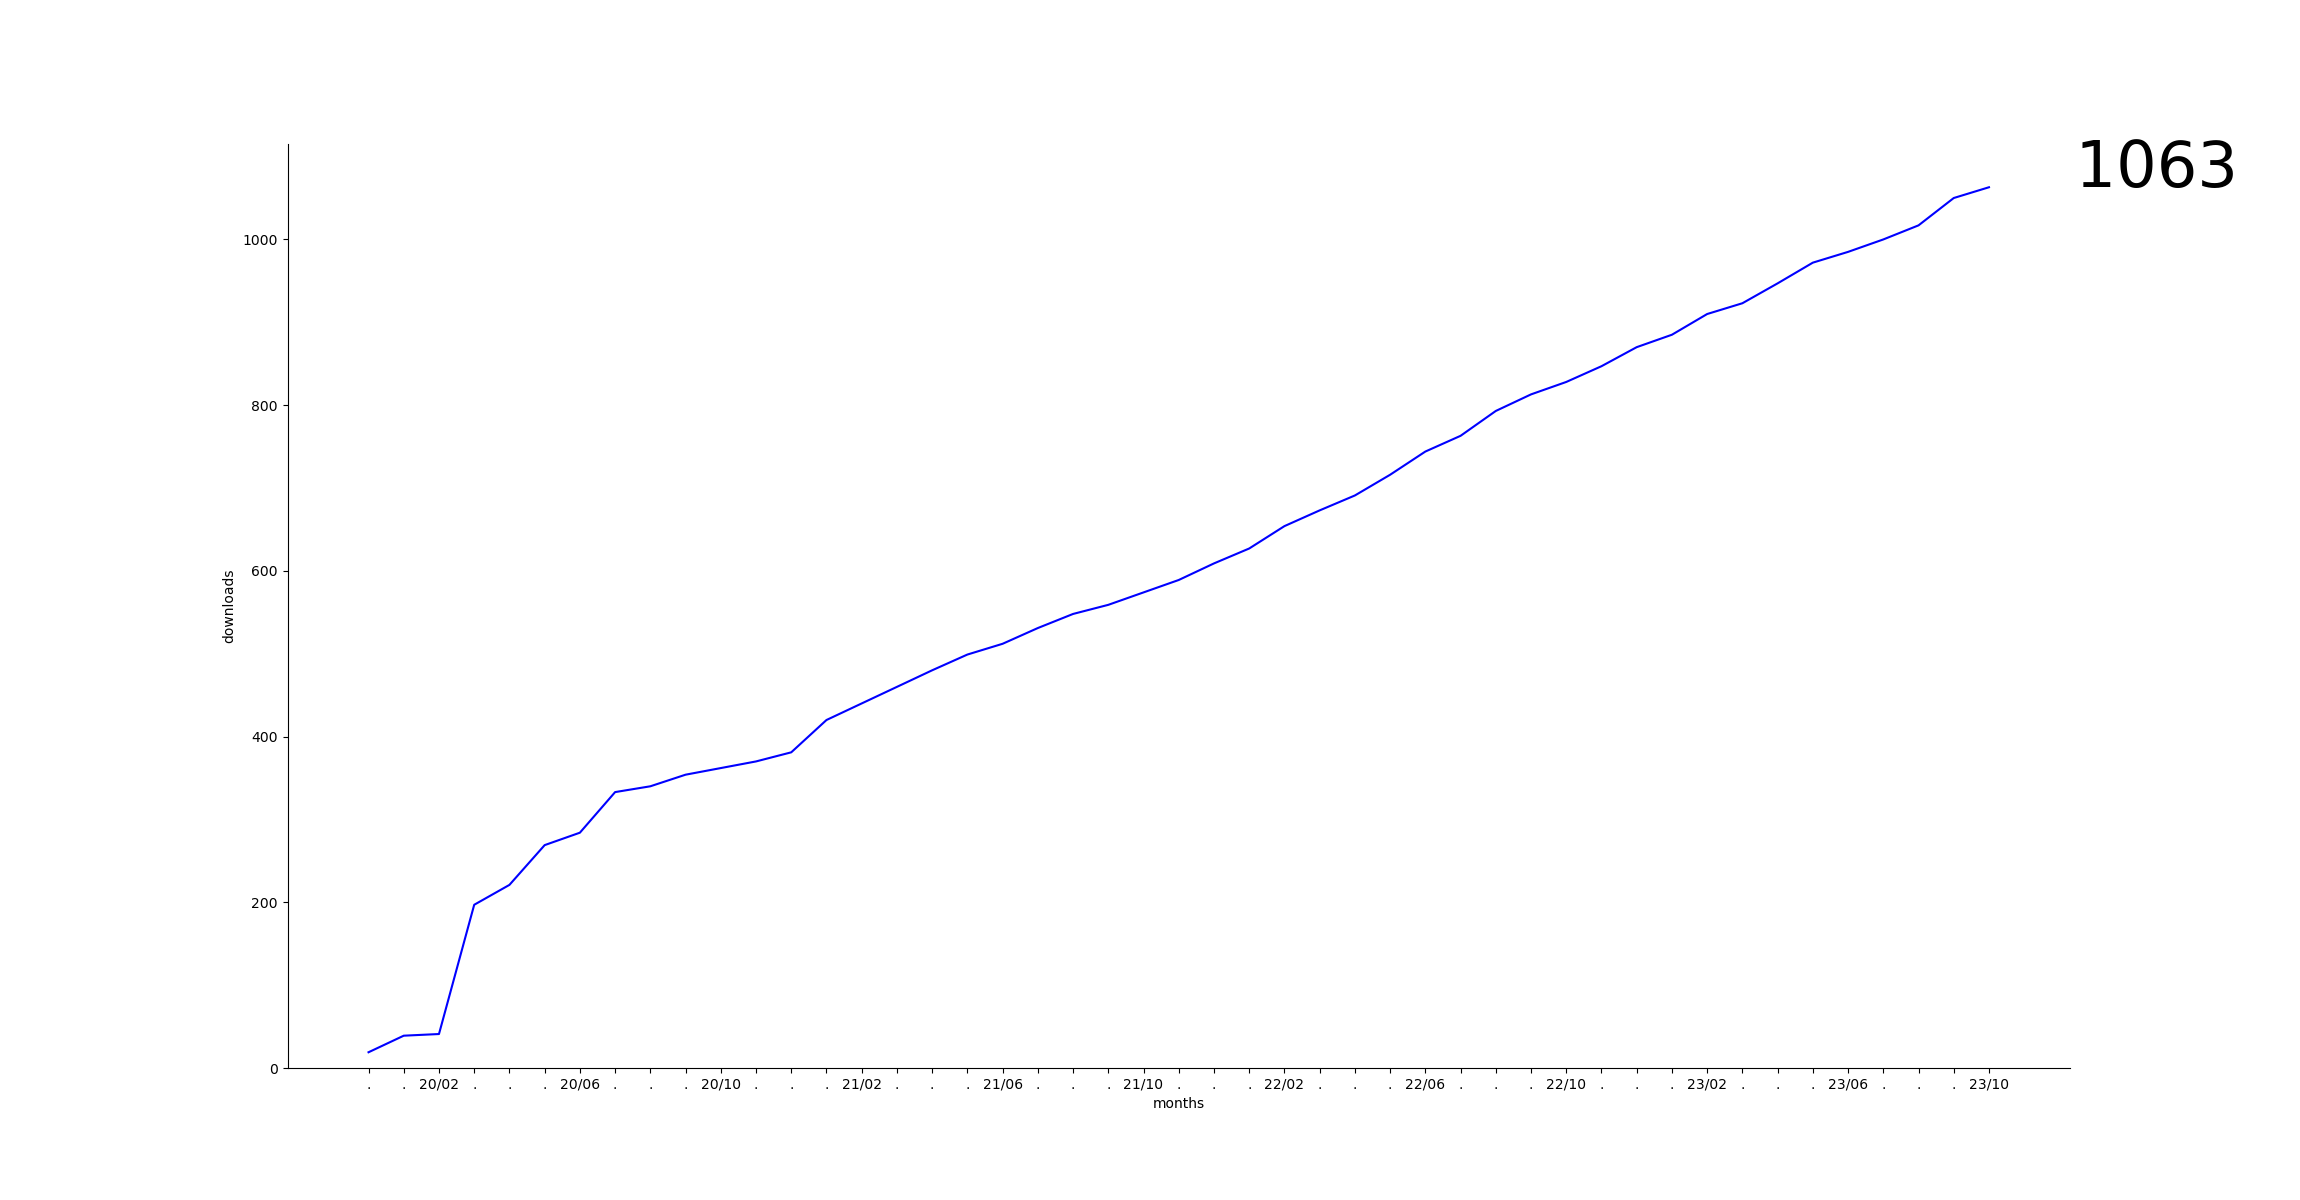 1063
1000
800
600
400
200
0
downloads
. . 20/02 . . . 20/06 . . . 20/10 . . . 21/02 . . . 21/06 . . . 21/10 . . . 22/02 . . . 22/06 . . . 22/10 . . . 23/02 . . . 23/06 . . . 23/10
months